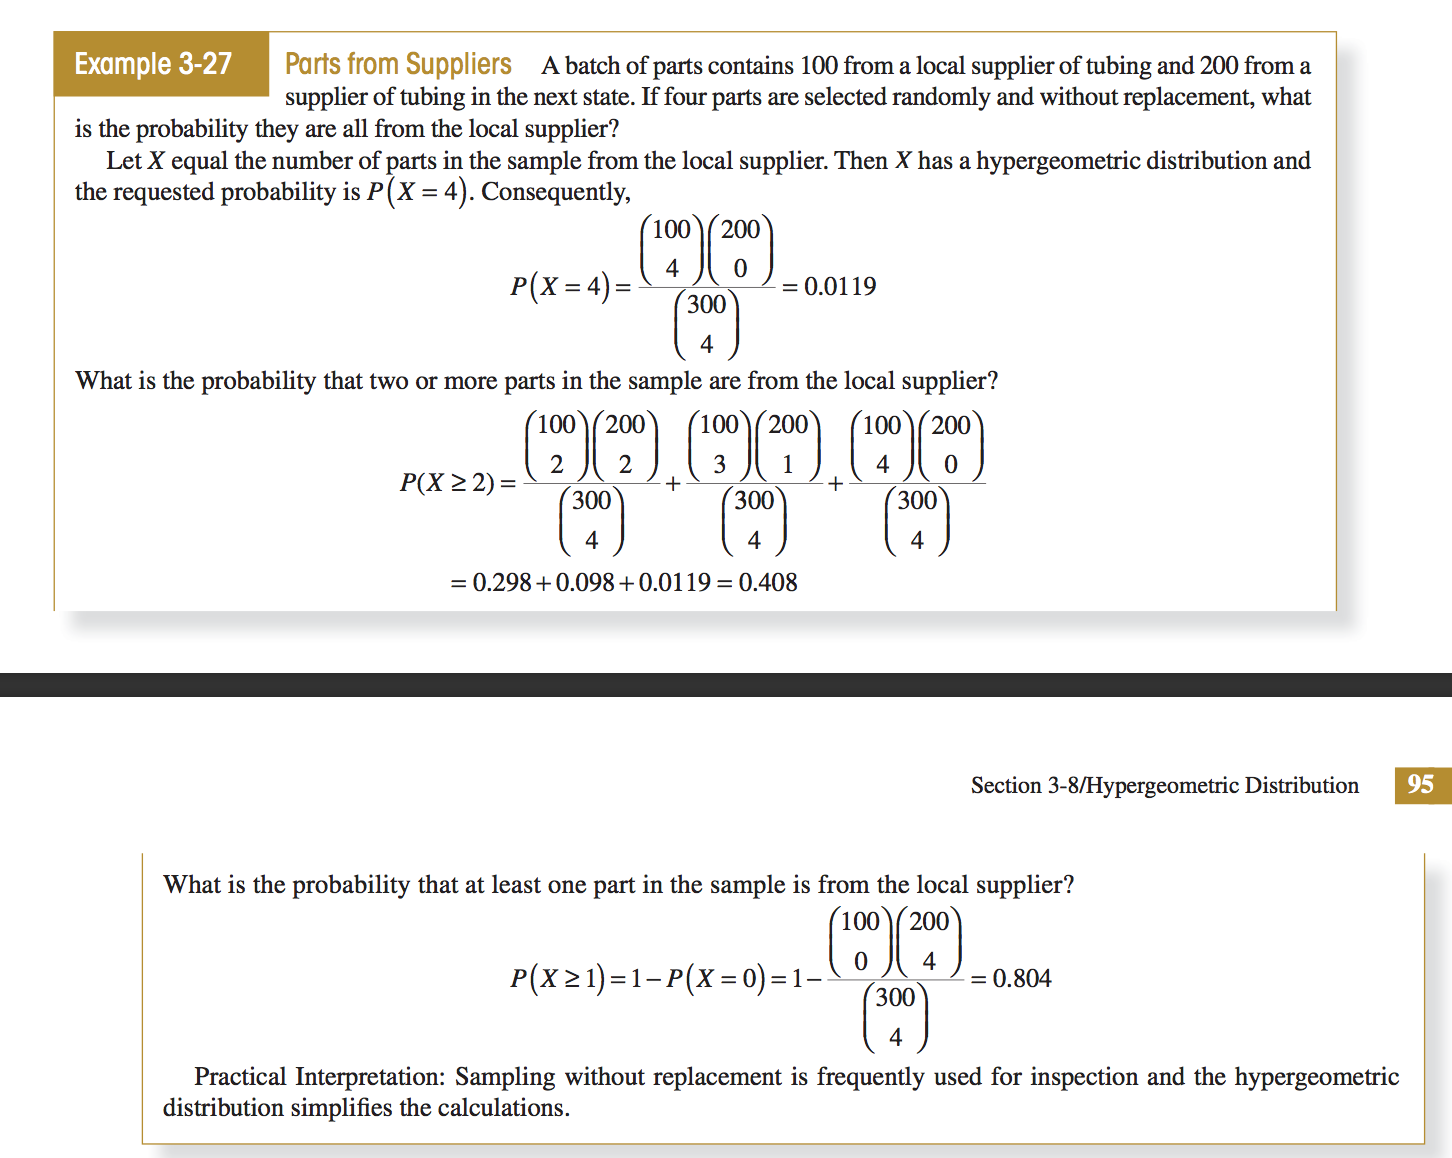 Example 3-27 Parts from Suppliers A batch of parts contains 100 from a local supplier of tubing and 200 from a
supplier of tubing in the next state. If four parts are selected randomly and without replacement, what
is the probability they are all from the local supplier?
Let X equal the number of parts in the sample from the local supplier. Then X has a hypergeometric distribution and
the requested probability is P(X = 4). Consequently,
P(X = 4) = \frac{\binom{100}{4}\binom{200}{0}}{\binom{300}{4}} = 0.0119
What is the probability that two or more parts in the sample are from the local supplier?
P(X ≥ 2) = \frac{\binom{100}{2}\binom{200}{2}}{\binom{300}{4}} + \frac{\binom{100}{3}\binom{200}{1}}{\binom{300}{4}} + \frac{\binom{100}{4}\binom{200}{0}}{\binom{300}{4}}
= 0.298 + 0.098 + 0.0119 = 0.408
Section 3-8/Hypergeometric Distribution 95
What is the probability that at least one part in the sample is from the local supplier?
P(X ≥ 1) = 1 − P(X = 0) = 1 − \frac{\binom{100}{0}\binom{200}{4}}{\binom{300}{4}} = 0.804
Practical Interpretation: Sampling without replacement is frequently used for inspection and the hypergeometric
distribution simplifies the calculations.